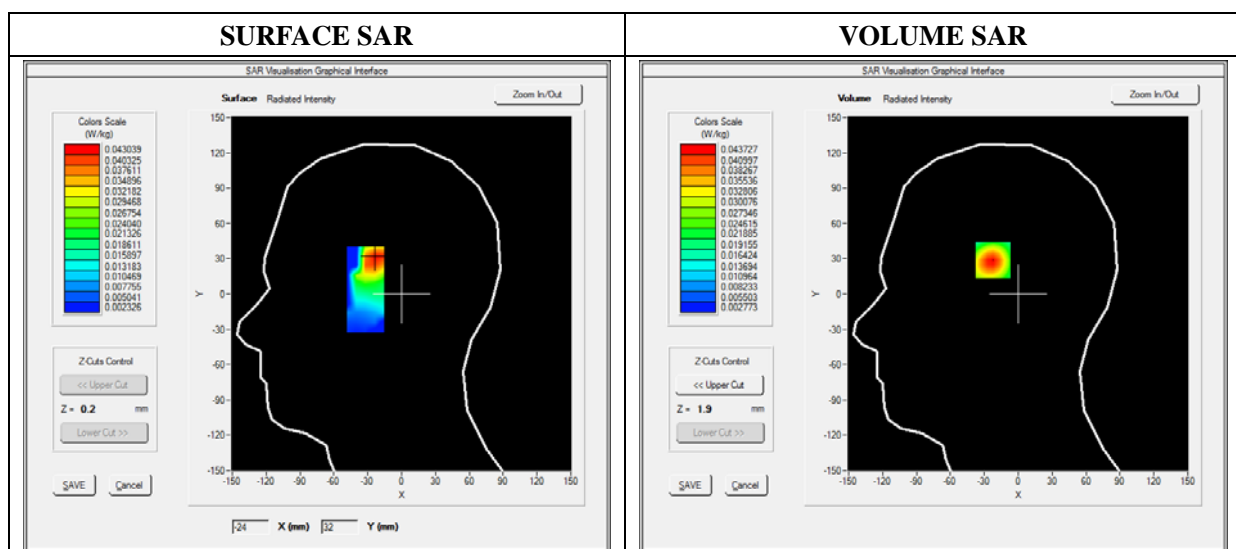 SURFACE SAR
SAR Visualisation Graphical Interface
Surface Radiated Intensity
Zoom In/Out
Colors Scale
(W/kg)
0.043039
0.040325
0.037611
0.034896
0.032182
0.029468
0.026754
0.024040
0.021326
0.018611
0.015897
0.013183
0.010469
0.007755
0.005041
0.002326
150
120
90
60
30
0
-30
-60
-90
-120
-150
Y
-150 -120 -90 -60 -30 0 30 60 90 120 150
X
Z-Cuts Control
<< Upper Cut
Z = 0.2 mm
Lower Cut >>
SAVE Cancel
-24 X (mm) 32 Y (mm)
VOLUME SAR
SAR Visualisation Graphical Interface
Volume Radiated Intensity
Zoom In/Out
Colors Scale
(W/kg)
0.043727
0.040997
0.038267
0.035536
0.032806
0.030076
0.027346
0.024615
0.021885
0.019155
0.016424
0.013694
0.010964
0.008233
0.005503
0.002773
150
120
90
60
30
0
-30
-60
-90
-120
-150
Y
-150 -120 -90 -60 -30 0 30 60 90 120 150
X
Z-Cuts Control
<< Upper Cut
Z = 1.9 mm
Lower Cut >>
SAVE Cancel